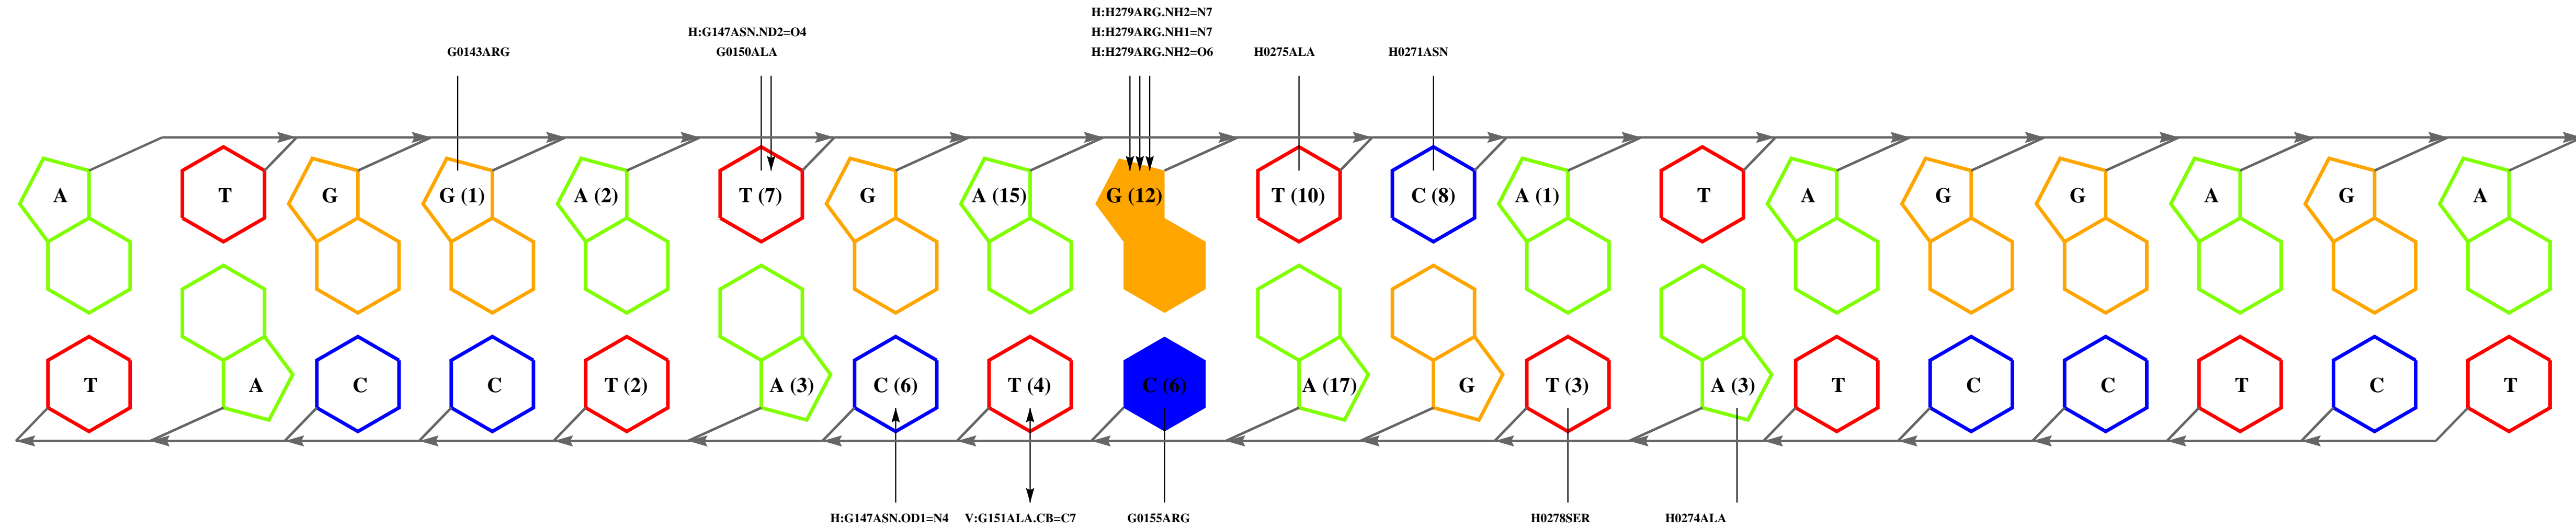 H:H279ARG.NH2=N7
H:G147ASN.ND2=O4 H:H279ARG.NH1=N7
G0143ARG G0150ALA H:H279ARG.NH2=O6 H0275ALA H0271ASN
A T G G (1) A (2) T (7) G A (15) G (12) T (10) C (8) A (1) T A G G A G A
T A C C T (2) A (3) C (6) T (4) C (6) A (17) G T (3) A (3) T C C T C T
H:G147ASN.OD1=N4 V:G151ALA.CB=C7 G0155ARG H0278SER H0274ALA